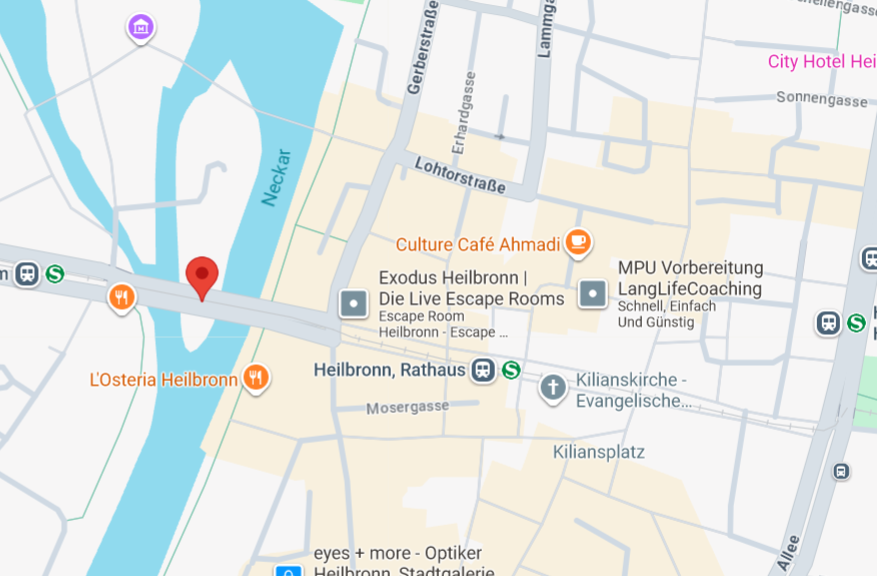 Gerberstraße
Lammga
hellengasse
City Hotel Hei
Sonnengasse
Erhardgasse
Neckar
Lohtorstraße
Culture Café Ahmadi
m
S
Exodus Heilbronn |
Die Live Escape Rooms
Escape Room
Heilbronn - Escape ...
MPU Vorbereitung
LangLifeCoaching
Schnell, Einfach
Und Günstig
S
H
H
L'Osteria Heilbronn
Heilbronn, Rathaus
S
Kilianskirche -
Evangelische...
Mosergasse
Kiliansplatz
Allee
eyes + more - Optiker
Heilbronn, Stadtgalerie